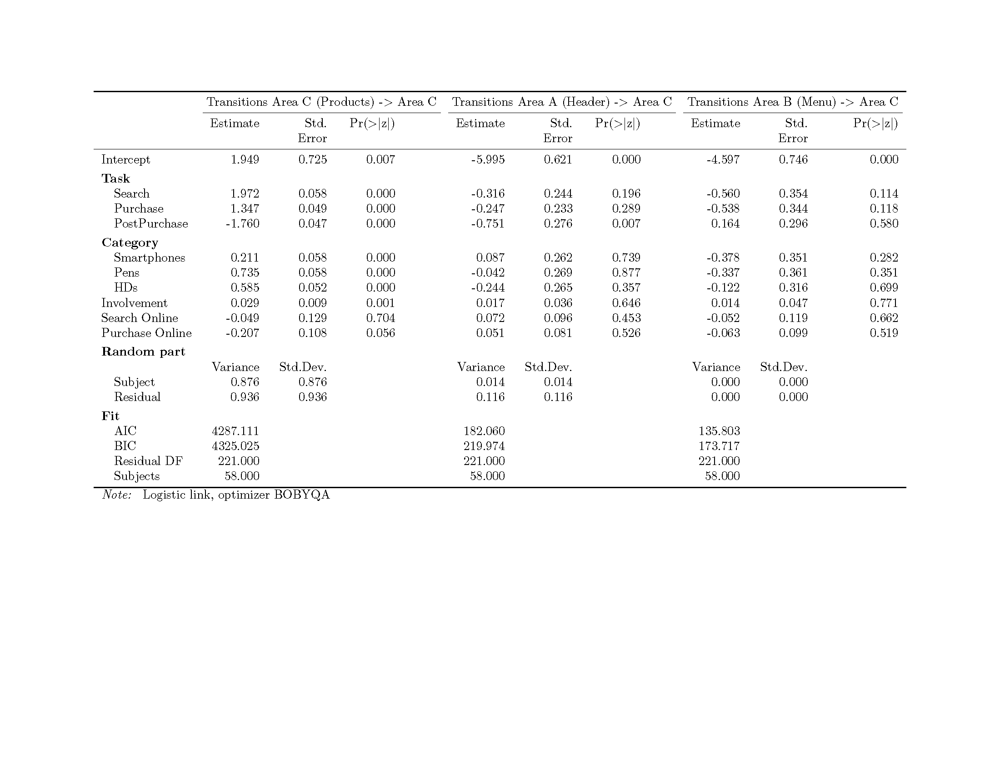 Transitions Area C (Products) -> Area C Transitions Area A (Header) -> Area C Transitions Area B (Menu) -> Area C
Estimate Std. Error Pr(>|z|) Estimate Std. Error Pr(>|z|) Estimate Std. Error Pr(>|z|)
Intercept 1.949 0.725 0.007 -5.995 0.621 0.000 -4.597 0.746 0.000
Task
Search 1.972 0.058 0.000 -0.316 0.244 0.196 -0.560 0.354 0.114
Purchase 1.347 0.049 0.000 -0.247 0.233 0.289 -0.538 0.344 0.118
PostPurchase -1.760 0.047 0.000 -0.751 0.276 0.007 0.164 0.296 0.580
Category
Smartphones 0.211 0.058 0.000 0.087 0.262 0.739 -0.378 0.351 0.282
Pens 0.735 0.058 0.000 -0.042 0.269 0.877 -0.337 0.361 0.351
HDs 0.585 0.052 0.000 -0.244 0.265 0.357 -0.122 0.316 0.699
Involvement 0.029 0.009 0.001 0.017 0.036 0.646 0.014 0.047 0.771
Search Online -0.049 0.129 0.704 0.072 0.096 0.453 -0.052 0.119 0.662
Purchase Online -0.207 0.108 0.056 0.051 0.081 0.526 -0.063 0.099 0.519
Random part
Variance Std.Dev. Variance Std.Dev. Variance Std.Dev.
Subject 0.876 0.876 0.014 0.014 0.000 0.000
Residual 0.936 0.936 0.116 0.116 0.000 0.000
Fit
AIC 4287.111 182.060 135.803
BIC 4325.025 219.974 173.717
Residual DF 221.000 221.000 221.000
Subjects 58.000 58.000 58.000
Note: Logistic link, optimizer BOBYQA